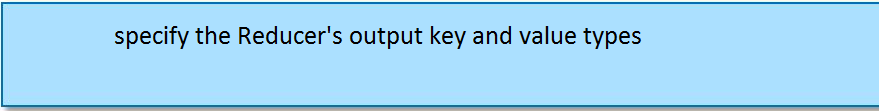 specify the Reducer's output key and value types